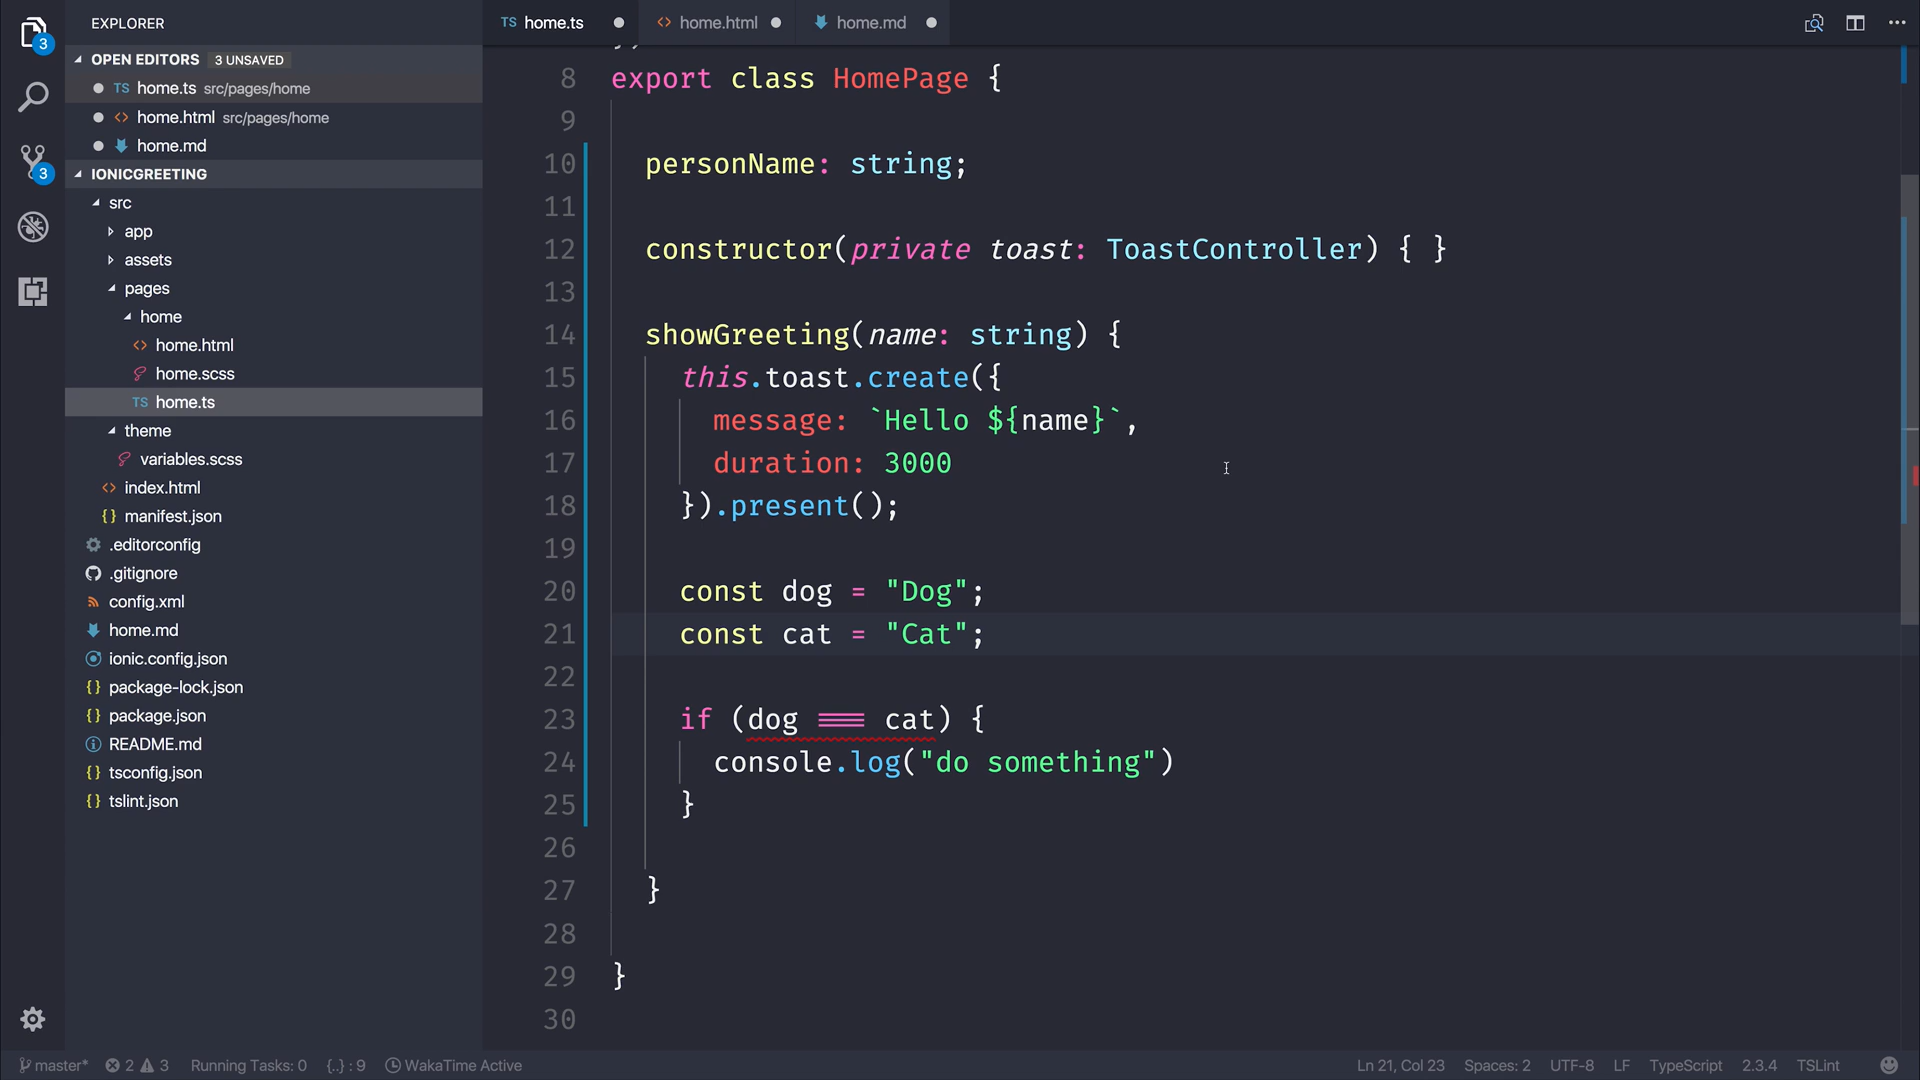 EXPLORER
OPEN EDITORS 3 UNSAVED
TS home.ts src/pages/home
<> home.html src/pages/home
home.md
IONICGREETING
src
app
assets
pages
home
<> home.html
home.scss
TS home.ts
theme
variables.scss
<> index.html
{} manifest.json
.editorconfig
.gitignore
config.xml
home.md
ionic.config.json
{} package-lock.json
{} package.json
README.md
{} tsconfig.json
{} tslint.json
3
3
TS home.ts
<> home.html
home.md
...
8 export class HomePage {
9
10 personName: string;
11
12 constructor(private toast: ToastController) { }
13
14 showGreeting(name: string) {
15 this.toast.create({
16 message: `Hello ${name}`,
17 duration: 3000
18 }).present();
19
20 const dog = "Dog";
21 const cat = "Cat";
22
23 if (dog === cat) {
24 console.log("do something")
25 }
26
27 }
28
29 }
30
master* 2 3 Running Tasks: 0 {..} : 9 WakaTime Active
Ln 21, Col 23 Spaces: 2 UTF-8 LF TypeScript 2.3.4 TSLint